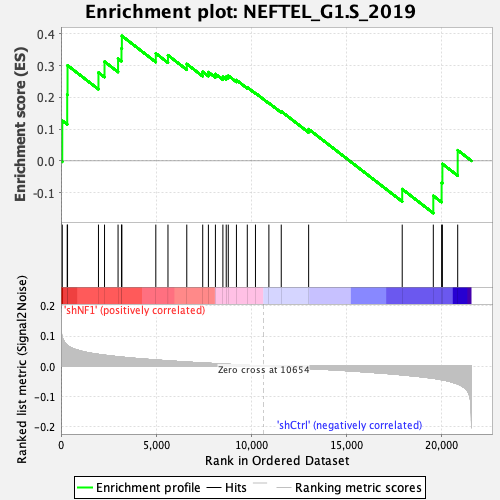 Enrichment plot: NEFTEL_G1.S_2019
Enrichment score (ES)
0.4
0.3
0.2
0.1
0.0
-0.1
Ranked list metric (Signal2Noise)
0.2
0.1
0.0
-0.1
-0.2
'shNF1' (positively correlated)
Zero cross at 10654
'shCtrl' (negatively correlated)
0
5,000
10,000
15,000
20,000
Rank in Ordered Dataset
Enrichment profile
Hits
Ranking metric scores